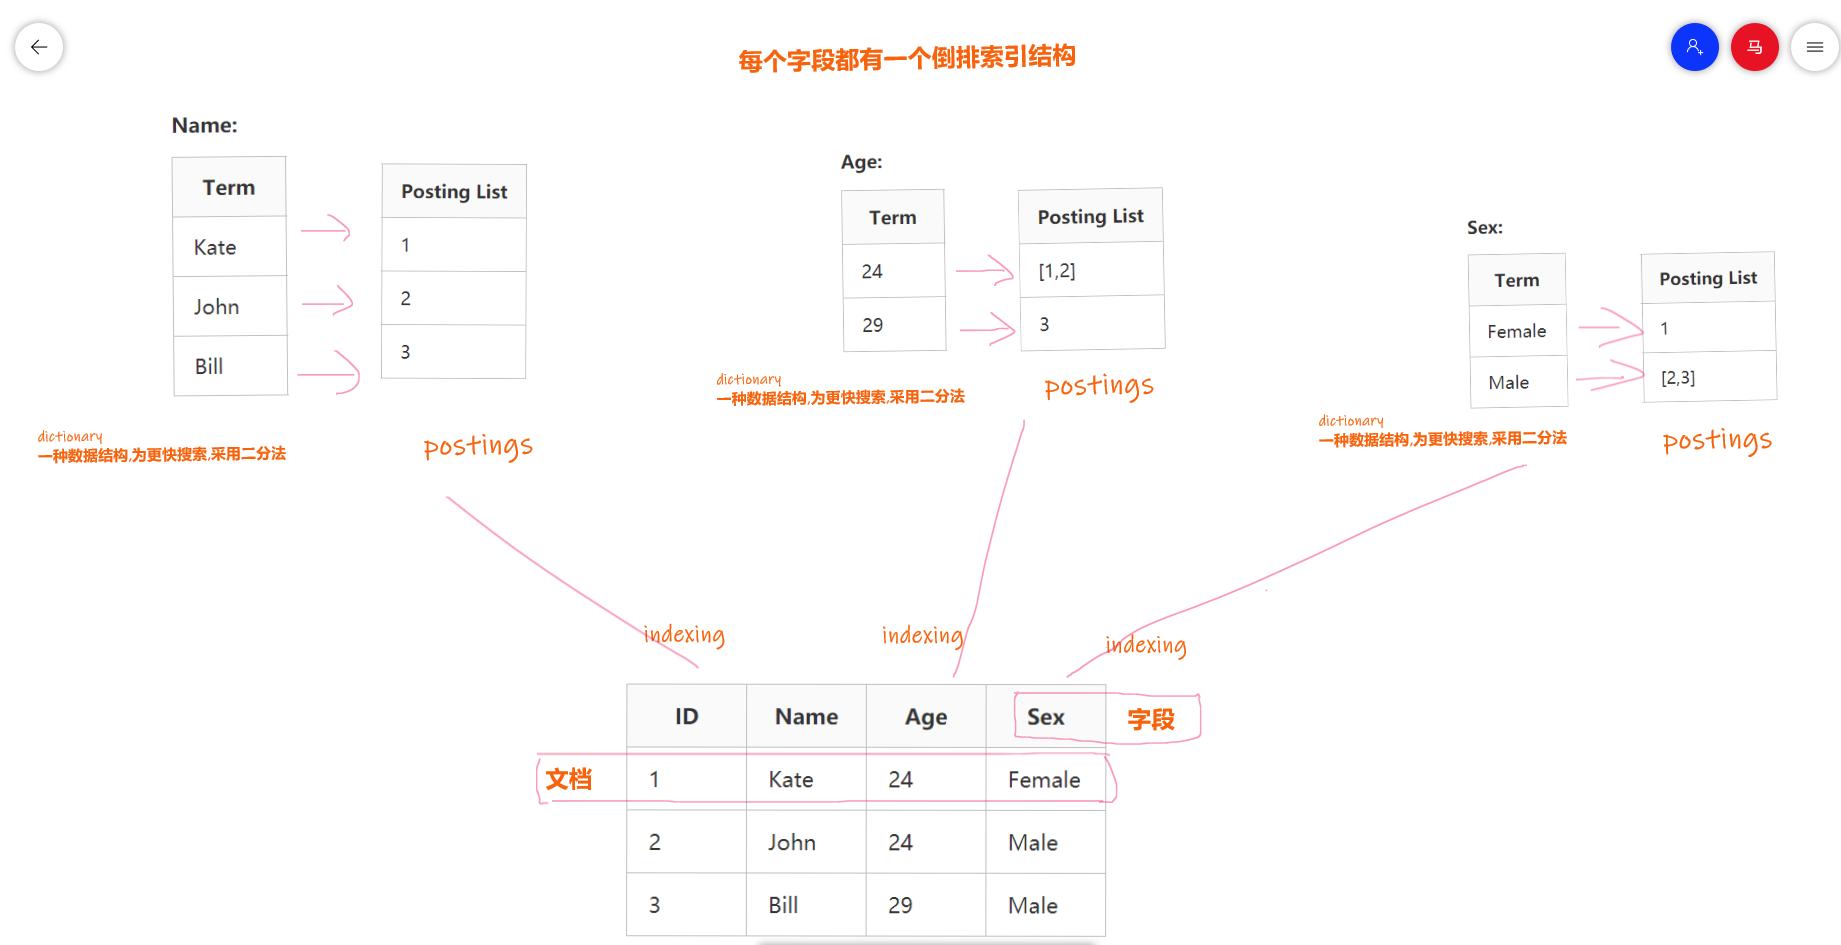 每个字段都有一个倒排索引结构
马
Name:
Term
Kate
John
Bill
Posting List
1
2
3
dictionary
一种数据结构,为更快搜索,采用二分法
postings
Age:
Term
24
29
Posting List
[1,2]
3
dictionary
一种数据结构,为更快搜索,采用二分法
postings
Sex:
Term
Female
Male
Posting List
1
[2,3]
dictionary
一种数据结构,为更快搜索,采用二分法
postings
indexing
indexing
indexing
ID Name Age Sex 字段
文档 1 Kate 24 Female
2 John 24 Male
3 Bill 29 Male